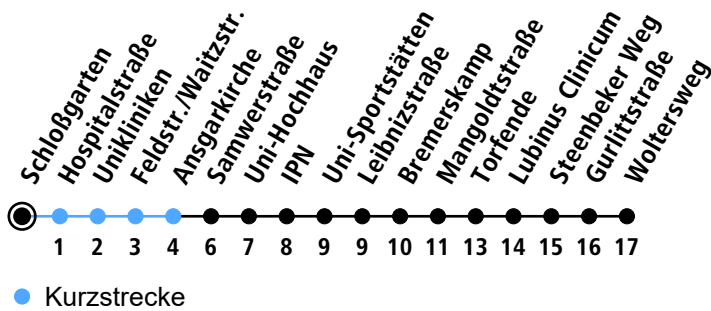 Schloßgarten
Hospitalstraße
Unikliniken
Feldstr./Waitzstr.
Ansgarkirche
Samwerstraße
Uni-Hochhaus
IPN
Uni-Sportstätten
Leibnizstraße
Bremerskamp
Mangoldtstraße
Torfende
Lubinus Clinicum
Steenbeker Weg
Gurlittstraße
Woltersweg
1 2 3 4 6 7 8 9 9 10 11 13 14 15 16 17
Kurzstrecke